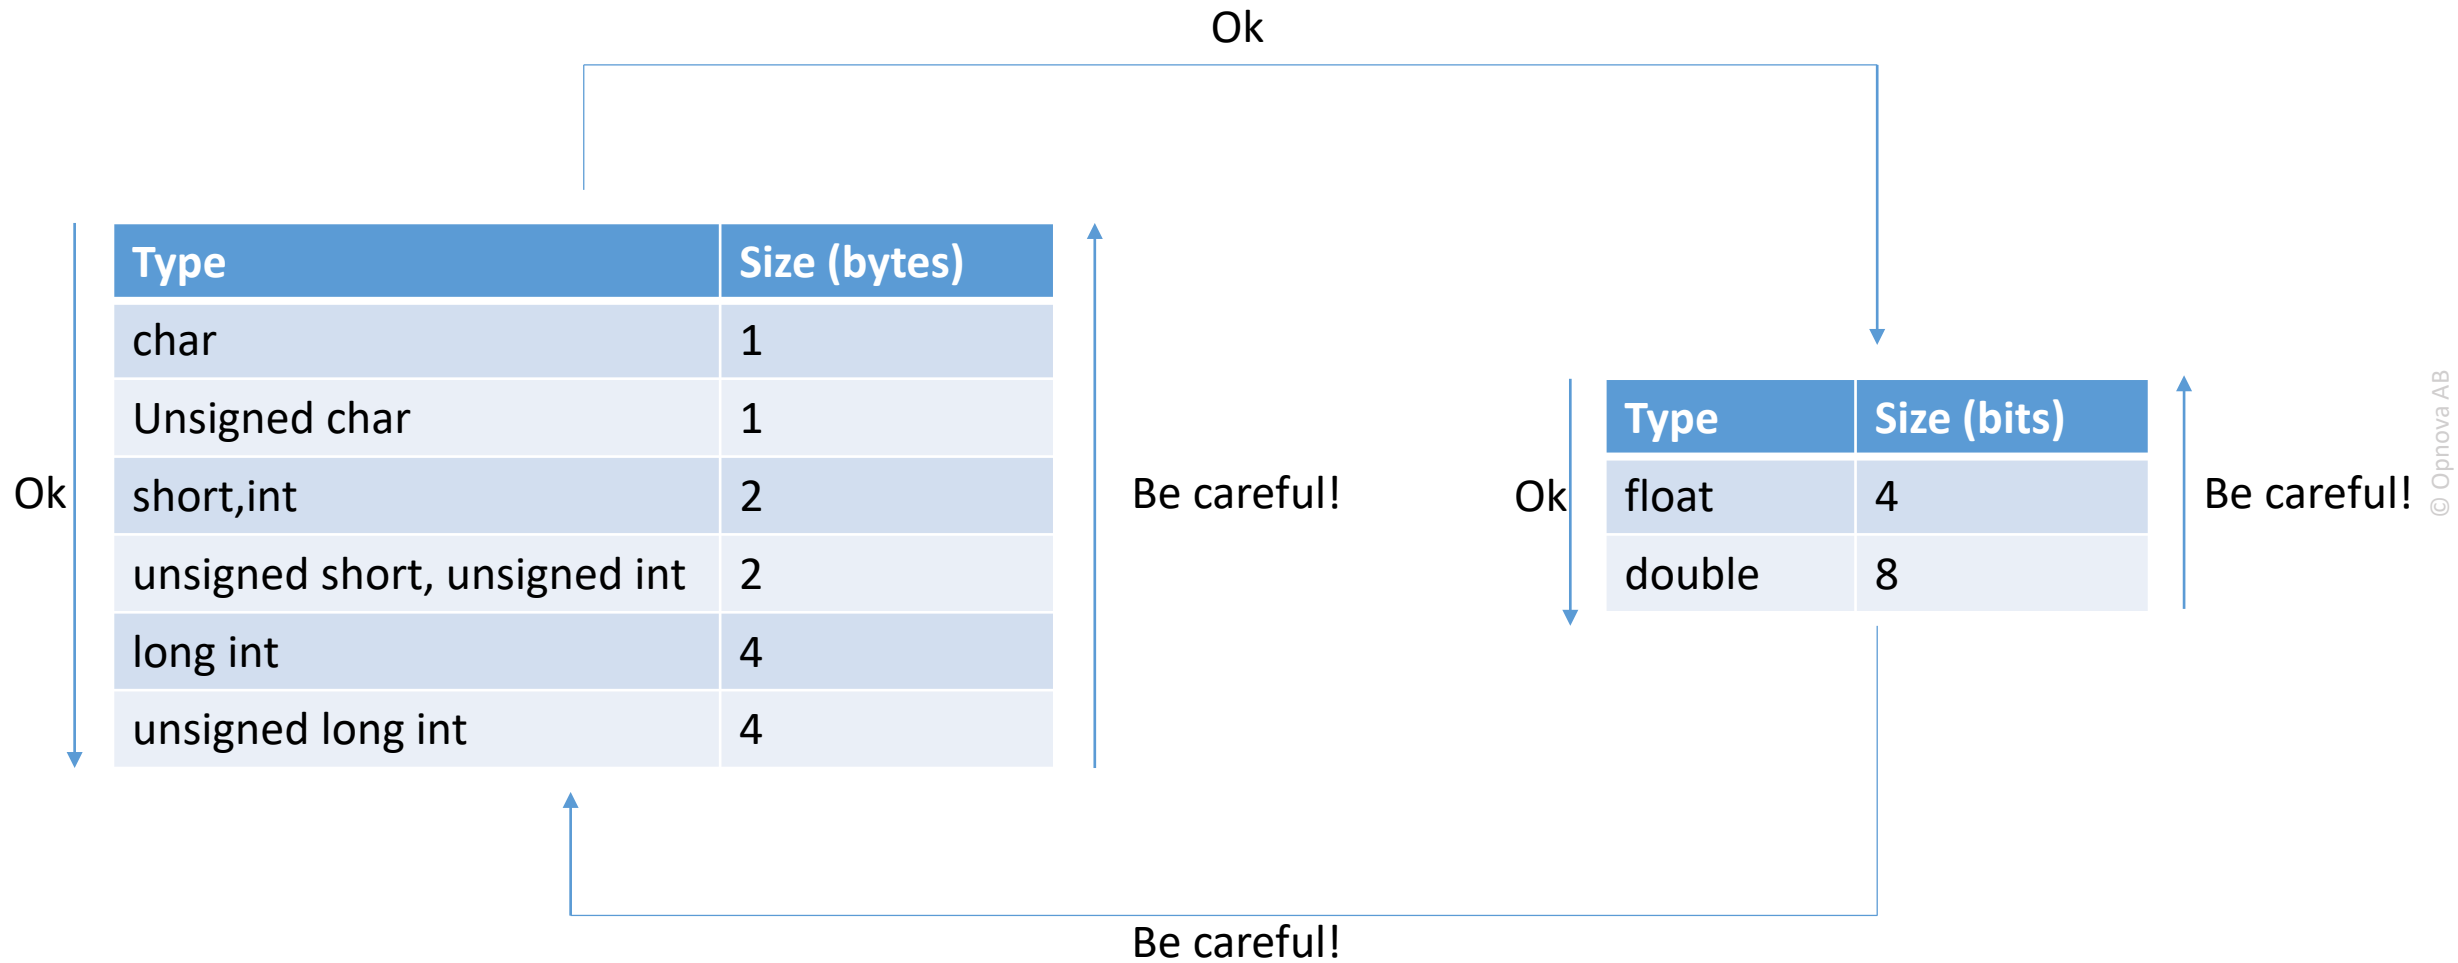 Ok
Type Size (bytes)
char 1
Unsigned char 1
short,int 2
unsigned short, unsigned int 2
long int 4
unsigned long int 4
Ok
Be careful!
Type Size (bits)
float 4
double 8
Ok
Be careful!
Be careful!
© Opnova AB